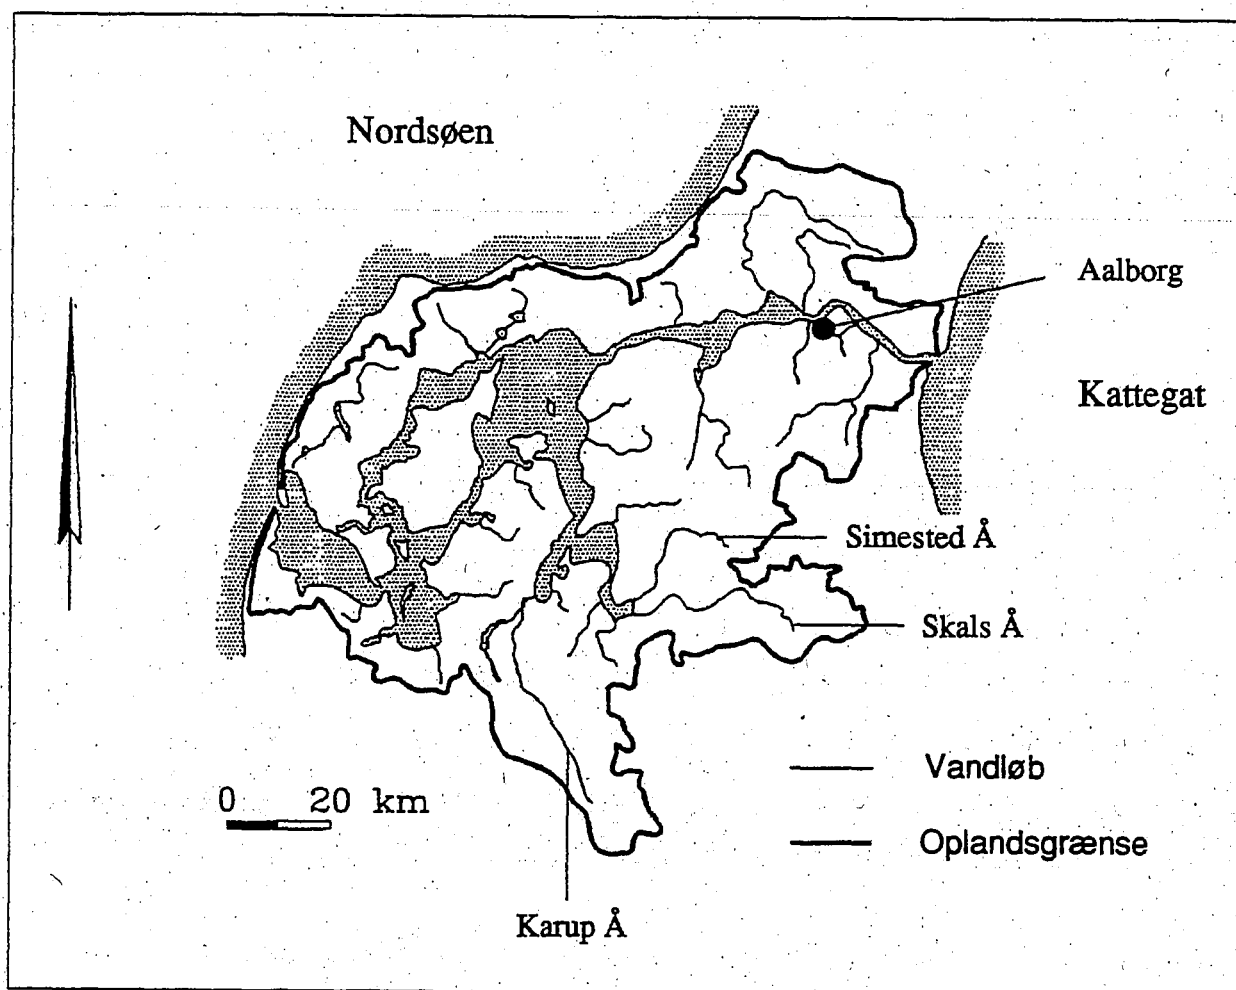 Nordsøen
Aalborg
Kattegat
Simested Å
Skals Å
Vandløb
0 20 km
Oplandsgrænse
Karup Å